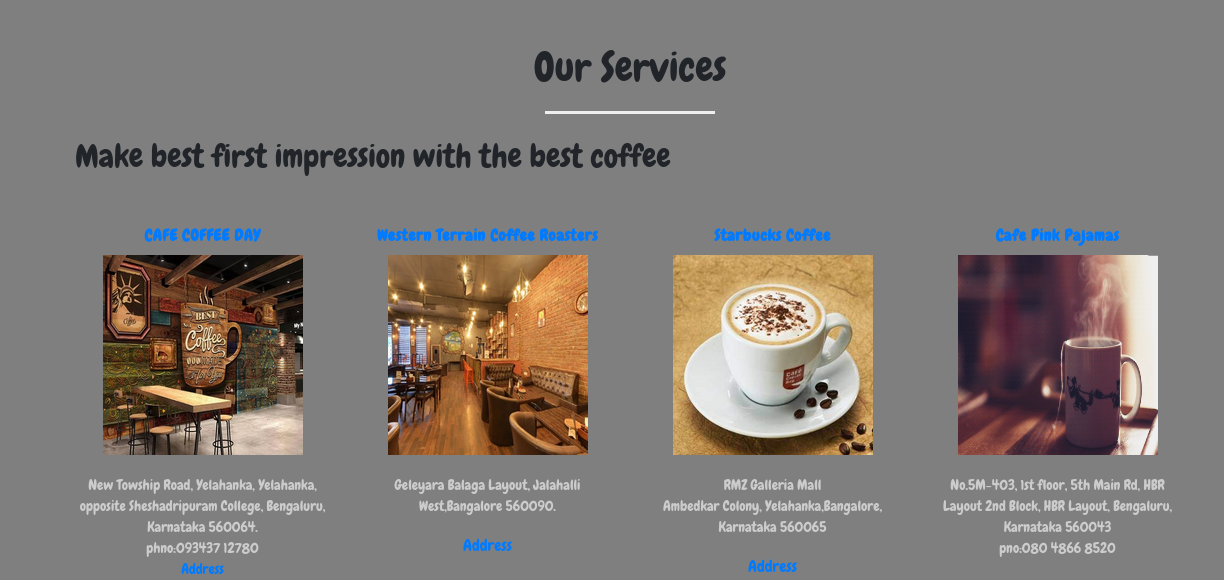 Our Services
Make best first impression with the best coffee
CAFE COFFEE DAY
BEST
Coffee
New Towship Road, Yelahanka, Yelahanka,
opposite Sheshadripuram College, Bengaluru,
Karnataka 560064.
phno:093437 12780
Address
Western Terrain Coffee Roasters
Geleyara Balaga Layout, Jalahalli
West,Bangalore 560090.
Address
Starbucks Coffee
RMZ Galleria Mall
Ambedkar Colony, Yelahanka,Bangalore,
Karnataka 560065
Address
Cafe Pink Pajamas
No.5M-403, 1st floor, 5th Main Rd, HBR
Layout 2nd Block, HBR Layout, Bengaluru,
Karnataka 560043
pno:080 4866 8520